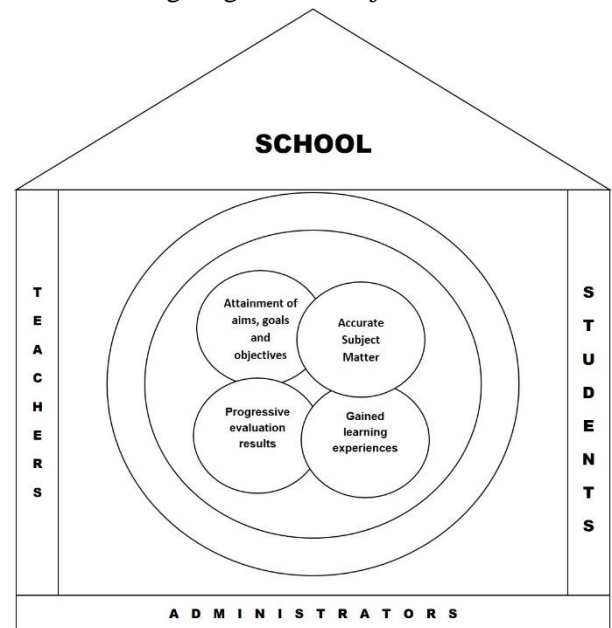 SCHOOL
TEACHERS
Attainment of
aims, goals
and
objectives
Accurate
Subject
Matter
Progressive
evaluation
results
Gained
learning
experiences
STUDENTS
ADMINISTRATORS